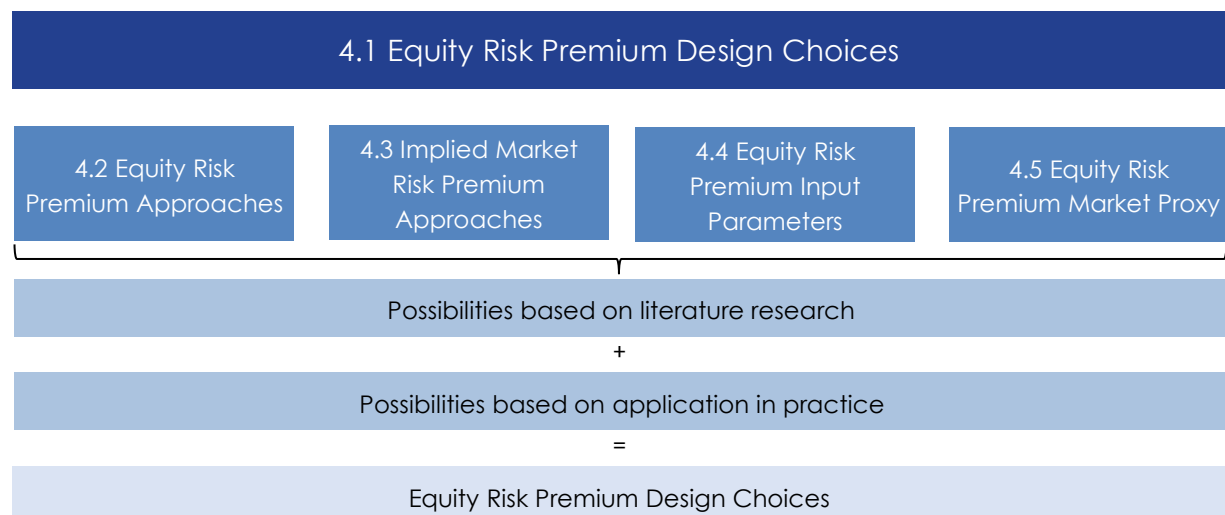 4.1 Equity Risk Premium Design Choices
4.2 Equity Risk
Premium Approaches
4.3 Implied Market
Risk Premium
Approaches
4.4 Equity Risk
Premium Input
Parameters
4.5 Equity Risk
Premium Market Proxy
Possibilities based on literature research
+
Possibilities based on application in practice
=
Equity Risk Premium Design Choices